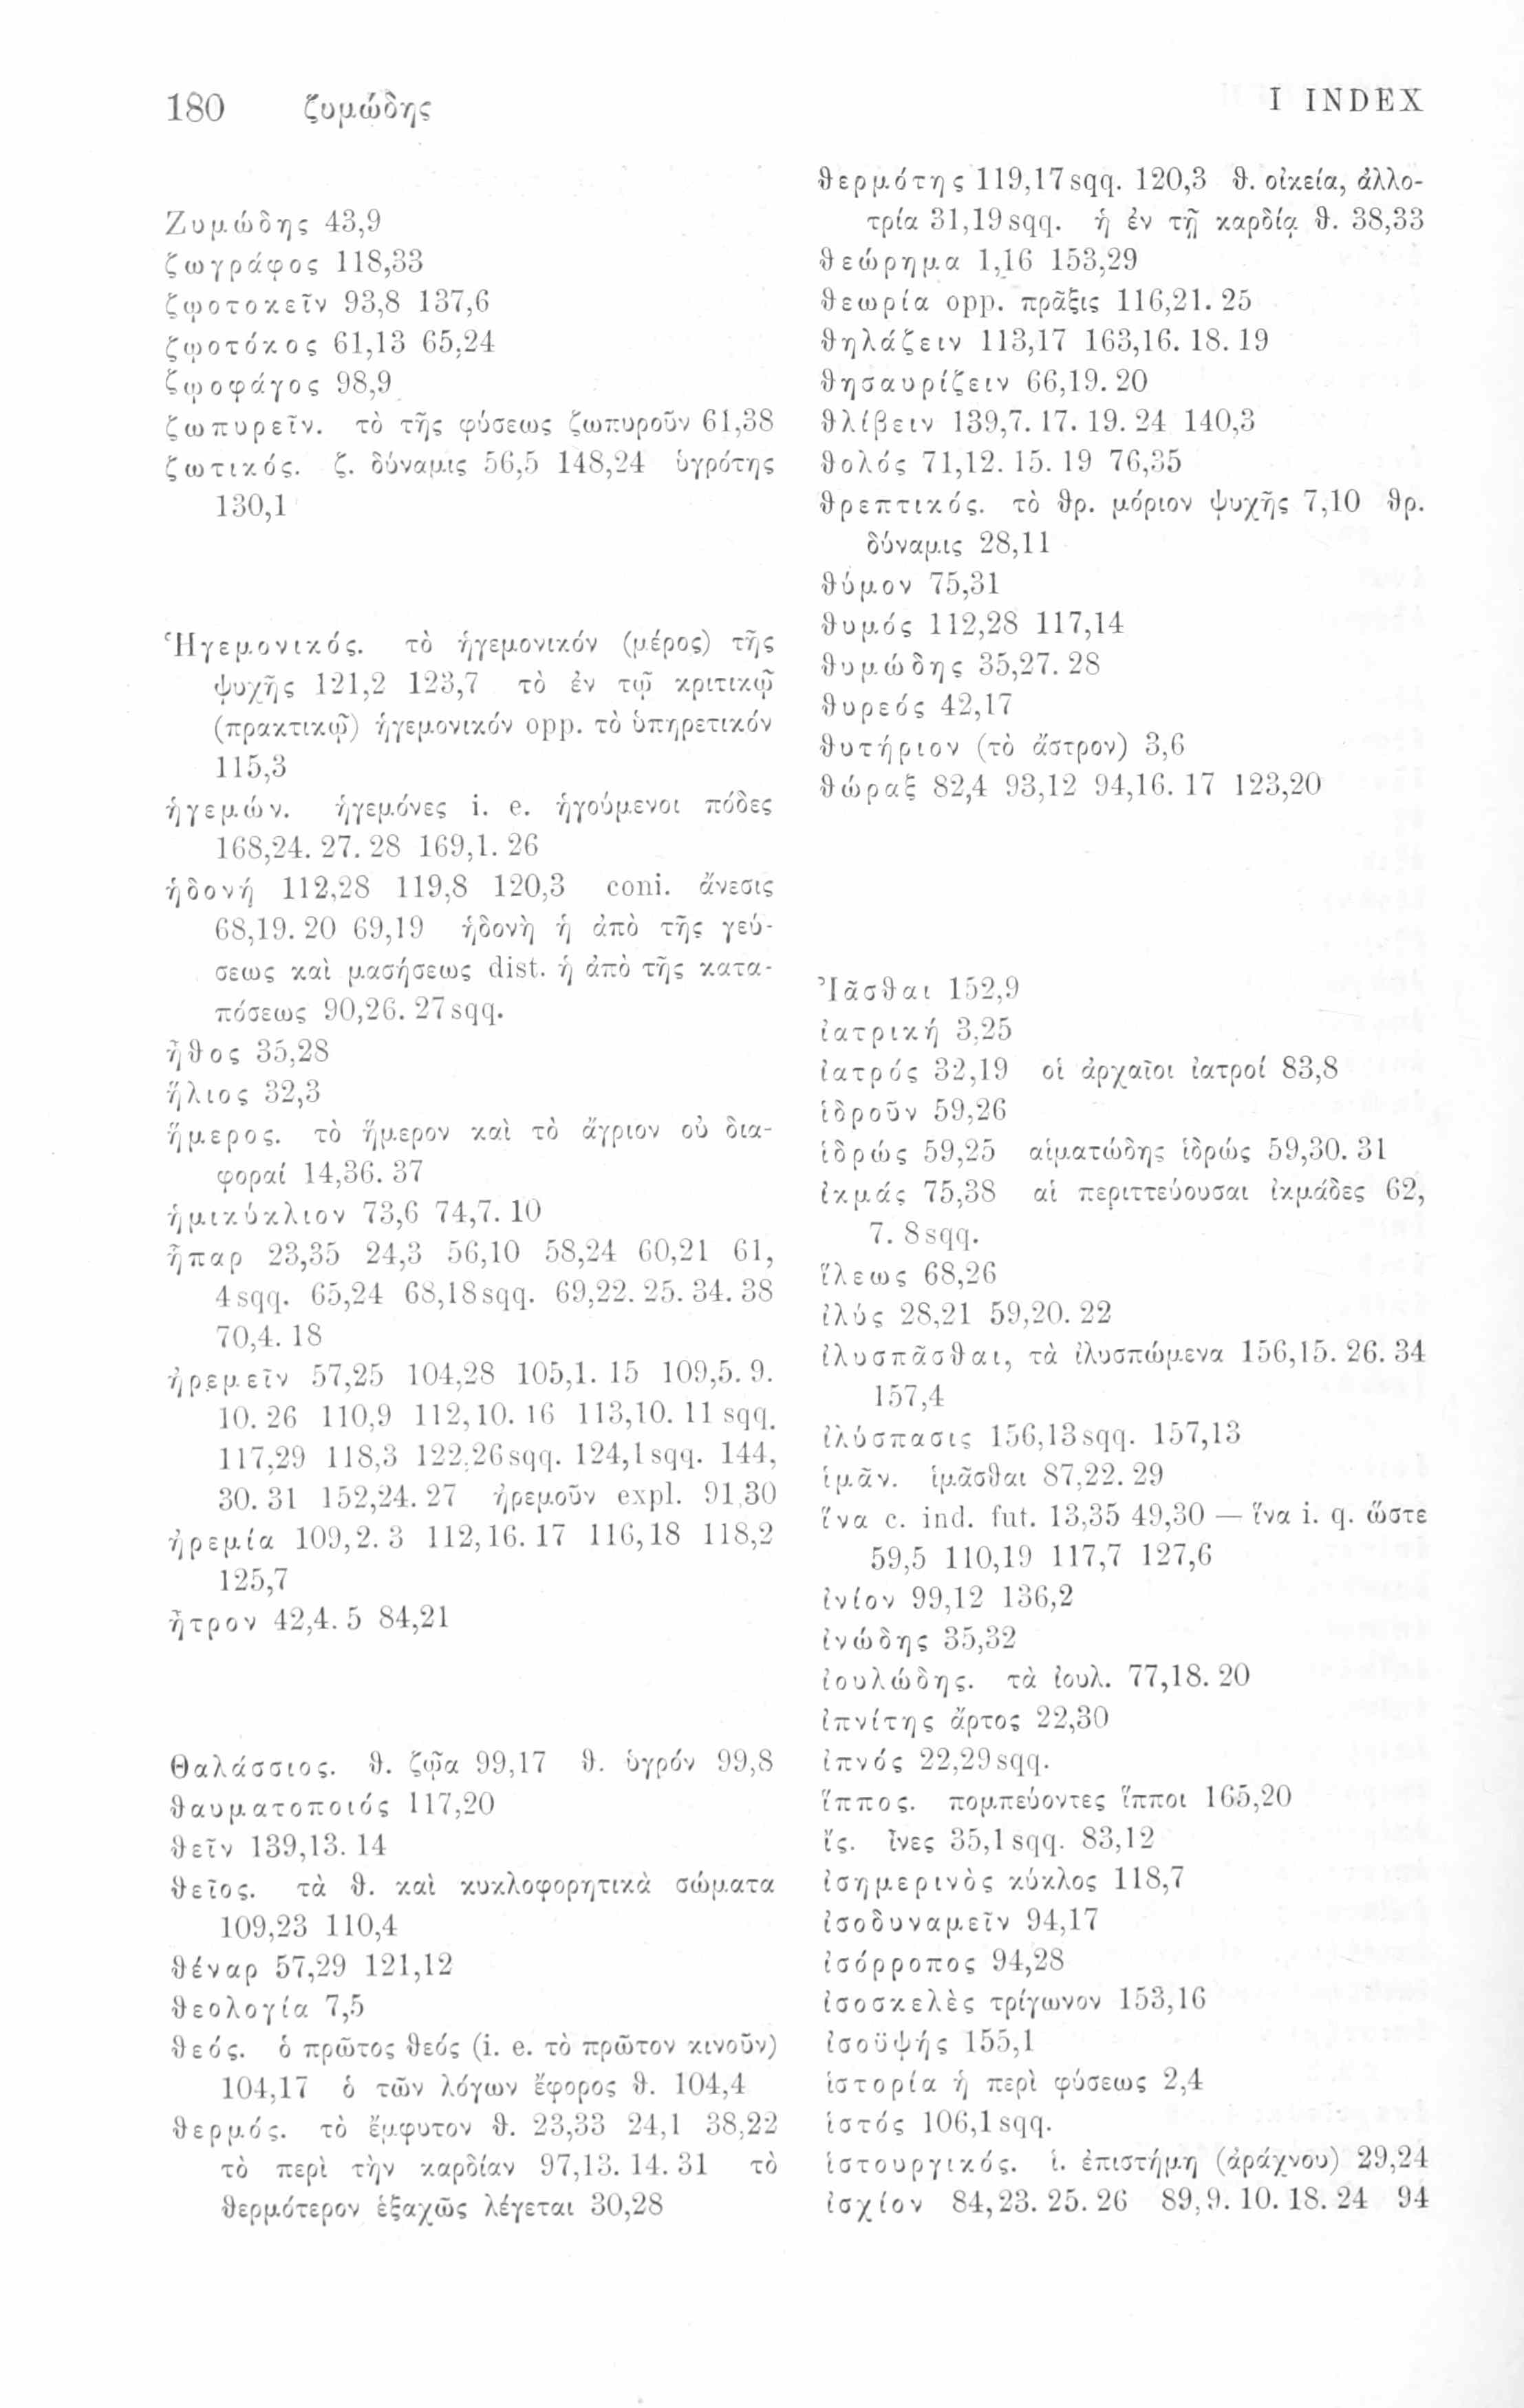 180 ζυμώδης I INDEX
Ζυμώδης 43,9
ζωγράφος 118,33
ζῳοτοκεῖν 93,8 137,6
ζῳοτόκος 61,13 65,24
ζῳοφάγος 98,9
ζωπυρεῖν. τὸ τῆς φύσεως ζωπυροῦν 61,38
ζωτικός. ζ. δύναμις 56,5 148,24 ὑγρότης
130,1
Ἡγεμονικός. τὸ ἡγεμονικόν (μέρος) τῆς
ψυχῆς 121,2 123,7 τὸ ἐν τῷ κριτικῷ
(πρακτικῷ) ἡγεμονικόν opp. τὸ ὑπηρετικόν
115,3
ἡγεμών. ἡγεμόνες i. e. ἡγούμενοι πόδες
168,24. 27. 28 169,1. 26
ἡδονή 112,28 119,8 120,3 coni. ἄνεσις
68,19. 20 69,19 ἡδονὴ ἡ ἀπὸ τῆς γεύ-
σεως καὶ μασήσεως dist. ἡ ἀπὸ τῆς κατα-
πόσεως 90,26. 27 sqq.
ἦθος 35,28
ἥλιος 32,3
ἥμερος. τὸ ἥμερον καὶ τὸ ἄγριον οὐ δια-
φοραί 14,36. 37
ἡμικύκλιον 73,6 74,7. 10
ἧπαρ 23,35 24,3 56,10 58,24 60,21 61,
4 sqq. 65,24 68,18 sqq. 69,22. 25. 34. 38
70,4. 18
ἠρεμεῖν 57,25 104,28 105,1. 15 109,5. 9.
10. 26 110,9 112,10. 16 113,10. 11 sqq.
117,29 118,3 122,26 sqq. 124,1 sqq. 144,
30. 31 152,24. 27 ἠρεμοῦν expl. 91,30
ἠρεμία 109,2. 3 112,16. 17 116,18 118,2
125,7
ἦτρον 42,4. 5 84,21
Θαλάσσιος. θ. ζῷα 99,17 θ. ὑγρόν 99,8
θαυματοποιός 117,20
θεῖν 139,13. 14
θεῖος. τὰ θ. καὶ κυκλοφορητικὰ σώματα
109,23 110,4
θέναρ 57,29 121,12
θεολογία 7,5
θεός. ὁ πρῶτος θεός (i. e. τὸ πρῶτον κινοῦν)
104,17 ὁ τῶν λόγων ἔφορος θ. 104,4
θερμός. τὸ ἔμφυτον θ. 23,33 24,1 38,22
τὸ περὶ τὴν καρδίαν 97,13. 14. 31 τὸ
θερμότερον ἑξαχῶς λέγεται 30,28
θερμότης 119,17 sqq. 120,3 θ. οἰκεία, ἀλλο-
τρία 31,19 sqq. ἡ ἐν τῇ καρδίᾳ θ. 38,33
θεώρημα 1,16 153,29
θεωρία opp. πρᾶξις 116,21. 25
θηλάζειν 113,17 163,16. 18. 19
θησαυρίζειν 66,19. 20
θλίβειν 139,7. 17. 19. 24 140,3
θολός 71,12. 15. 19 76,35
θρεπτικός. τὸ θρ. μόριον ψυχῆς 7,10 θρ.
δύναμις 28,11
θύμον 75,31
θυμός 112,28 117,14
θυμώδης 35,27. 28
θυρεός 42,17
θυτήριον (τὸ ἄστρον) 3,6
θώραξ 82,4 93,12 94,16. 17 123,20
Ἰᾶσθαι 152,9
ἰατρική 3,25
ἰατρός 32,19 οἱ ἀρχαῖοι ἰατροί 83,8
ἱδροῦν 59,26
ἱδρώς 59,25 αἱματώδης ἱδρώς 59,30. 31
ἰκμάς 75,38 αἱ περιττεύουσαι ἰκμάδες 62,
7. 8 sqq.
ἵλεως 68,26
ἰλύς 28,21 59,20. 22
ἰλυσπᾶσθαι, τὰ ἰλυσπώμενα 156,15. 26. 34
157,4
ἰλύσπασις 156,13 sqq. 157,13
ἱμᾶν. ἱμᾶσθαι 87,22. 29
ἵνα c. ind. fut. 13,35 49,30 — ἵνα i. q. ὥστε
59,5 110,19 117,7 127,6
ἰνίον 99,12 136,2
ἰνώδης 35,32
ἰουλώδης. τὰ ἰουλ. 77,18. 20
ἰπνίτης ἄρτος 22,30
ἰπνός 22,29 sqq.
ἵππος. πομπεύοντες ἵπποι 165,20
ἴς. ἶνες 35,1 sqq. 83,12
ἰσημερινὸς κύκλος 118,7
ἰσοδυναμεῖν 94,17
ἰσόρροπος 94,28
ἰσοσκελὲς τρίγωνον 153,16
ἰσοϋψής 155,1
ἱστορία ἡ περὶ φύσεως 2,4
ἱστός 106,1 sqq.
ἱστουργικός. ἱ. ἐπιστήμη (ἀράχνου) 29,24
ἰσχίον 84,23. 25. 26 89,9. 10. 18. 24 94